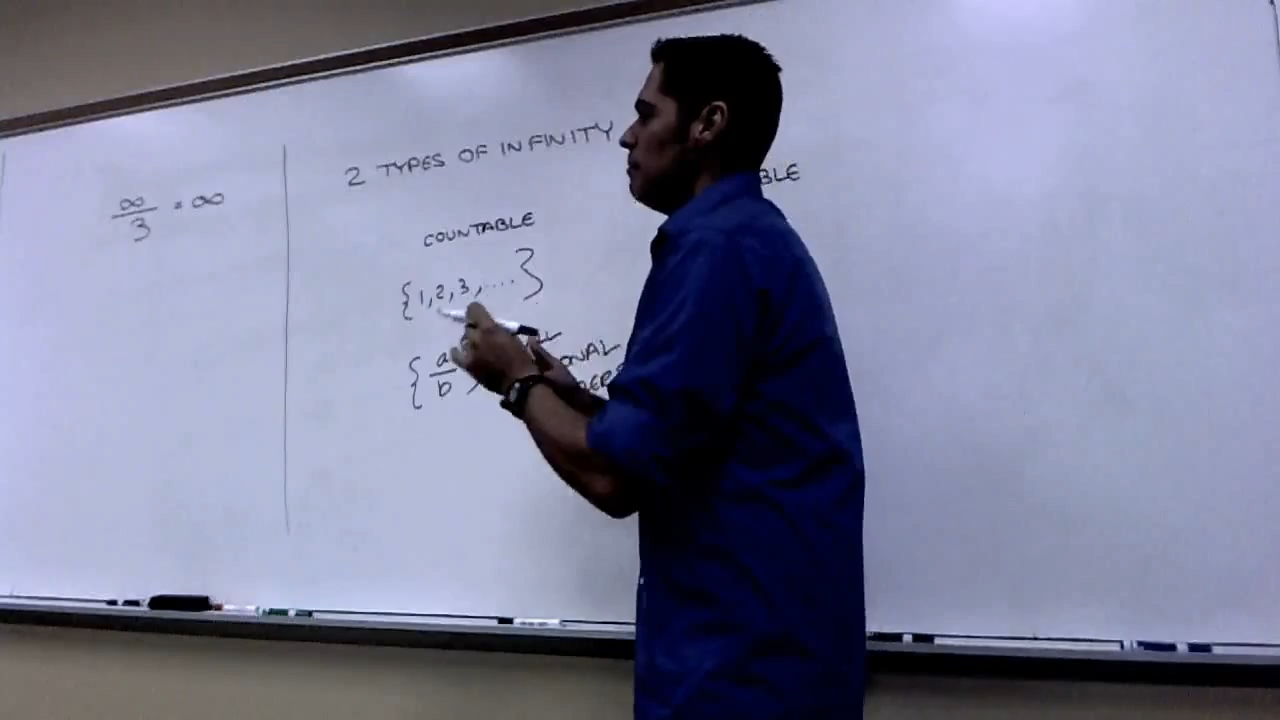 ∞/3 = ∞
2 TYPES OF INFINITY
COUNTABLE
BLE
{1,2,3,....}
{a/b,
ONAL